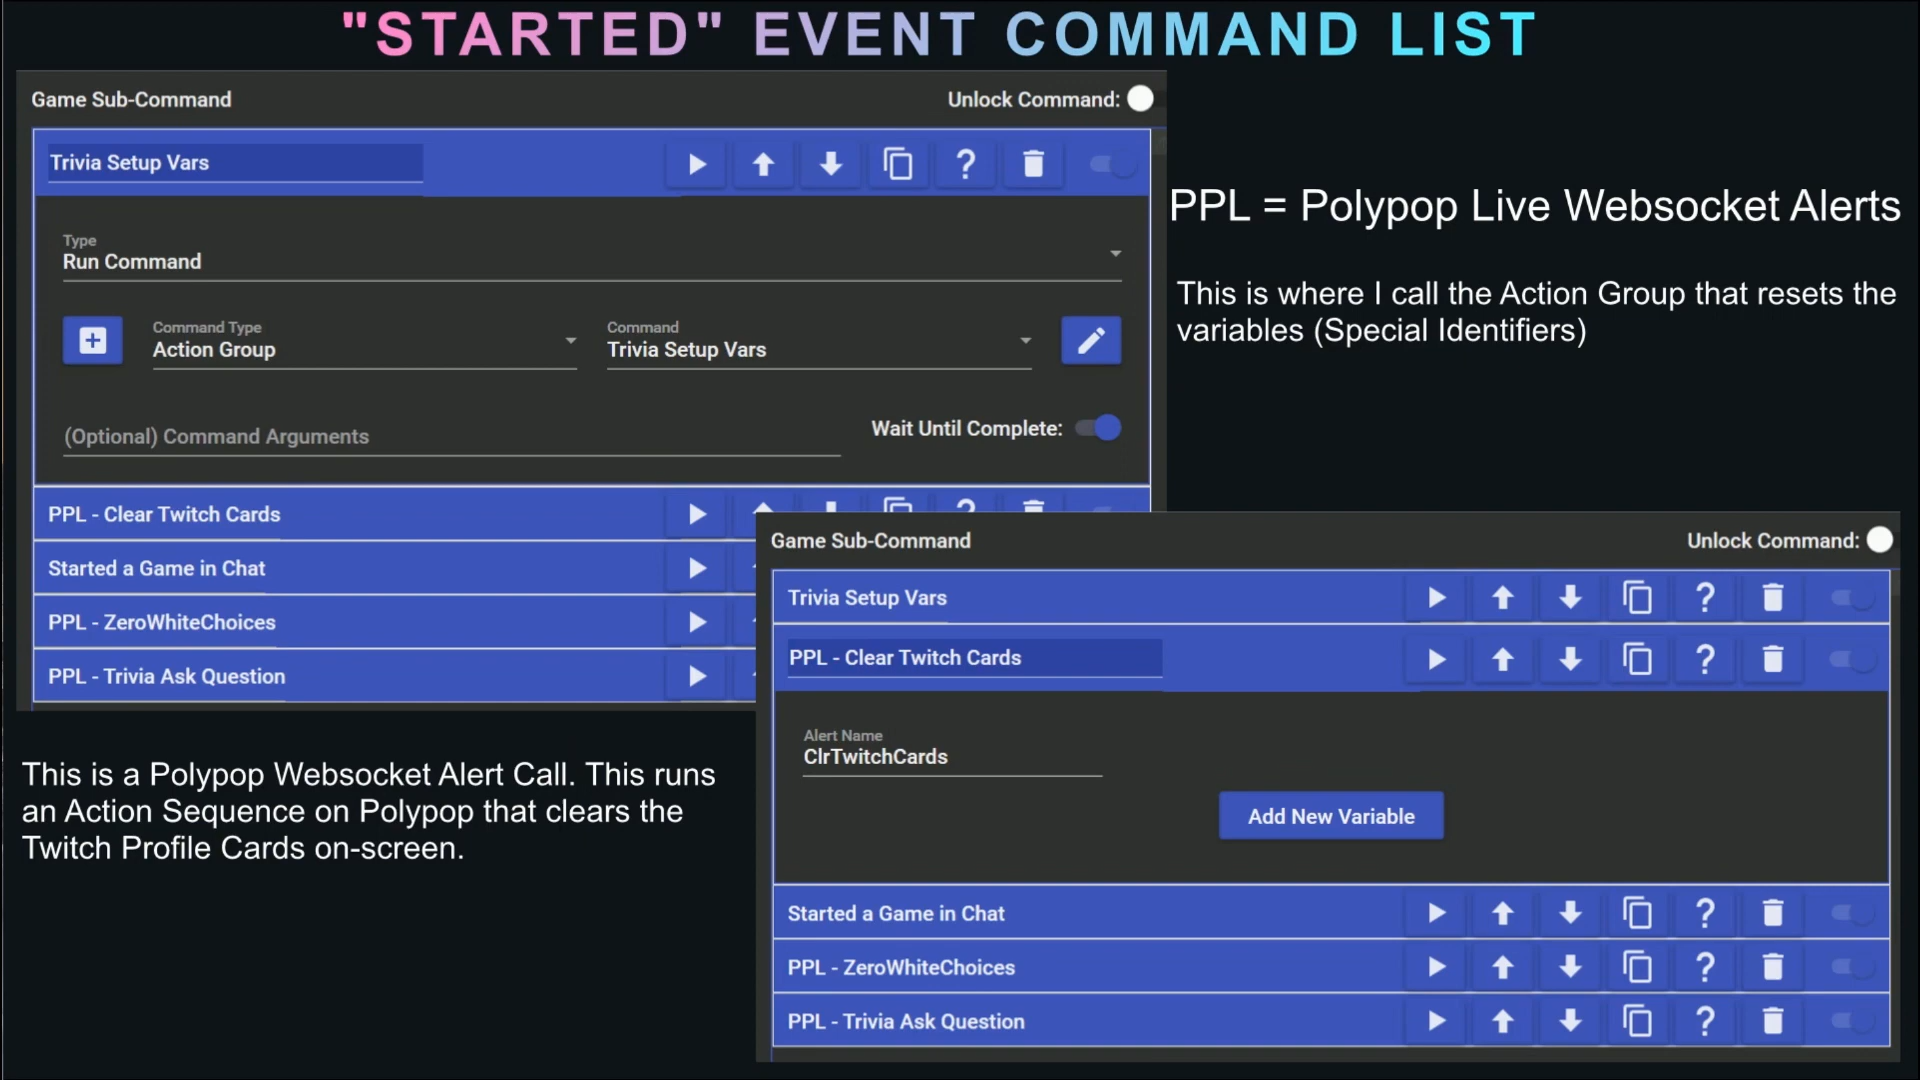 "STARTED" EVENT COMMAND LIST
Game Sub-Command
Unlock Command:
Trivia Setup Vars
Type
Run Command
Command Type
Action Group
Command
Trivia Setup Vars
(Optional) Command Arguments
Wait Until Complete:
PPL - Clear Twitch Cards
Started a Game in Chat
PPL - ZeroWhiteChoices
PPL - Trivia Ask Question
PPL = Polypop Live Websocket Alerts
This is where I call the Action Group that resets the
variables (Special Identifiers)
This is a Polypop Websocket Alert Call. This runs
an Action Sequence on Polypop that clears the
Twitch Profile Cards on-screen.
Game Sub-Command
Unlock Command:
Trivia Setup Vars
PPL - Clear Twitch Cards
Alert Name
ClrTwitchCards
Add New Variable
Started a Game in Chat
PPL - ZeroWhiteChoices
PPL - Trivia Ask Question